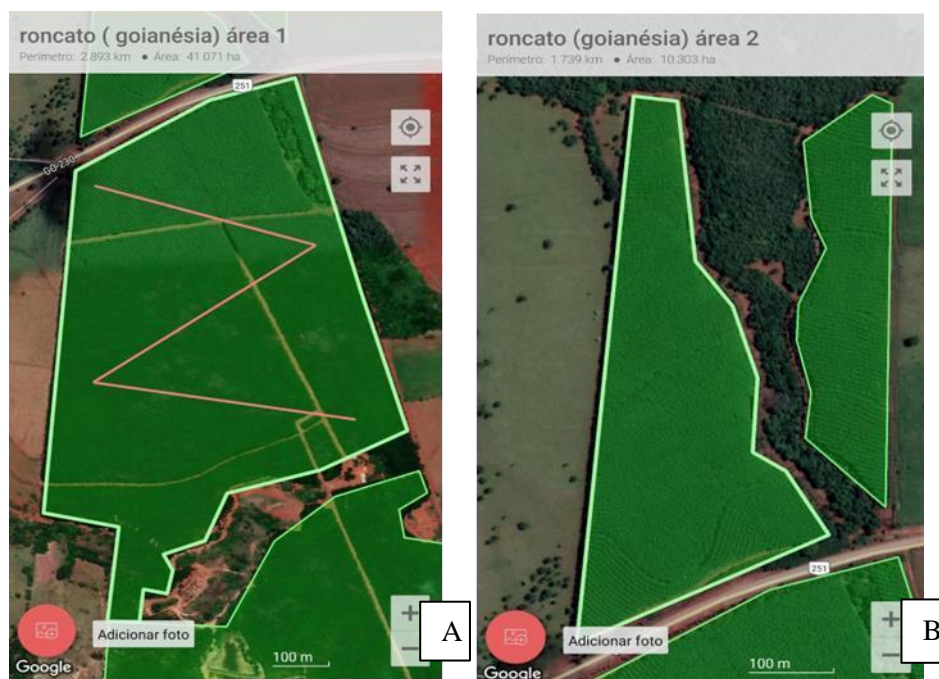 roncato ( goianésia) área 1
Perímetro: 2.893 km ● Área: 41.071 ha
251
GO-230
Adicionar foto
Google
100 m
A
roncato (goianésia) área 2
Perímetro: 1.739 km ● Área: 10.303 ha
251
Adicionar foto
Google
100 m
B